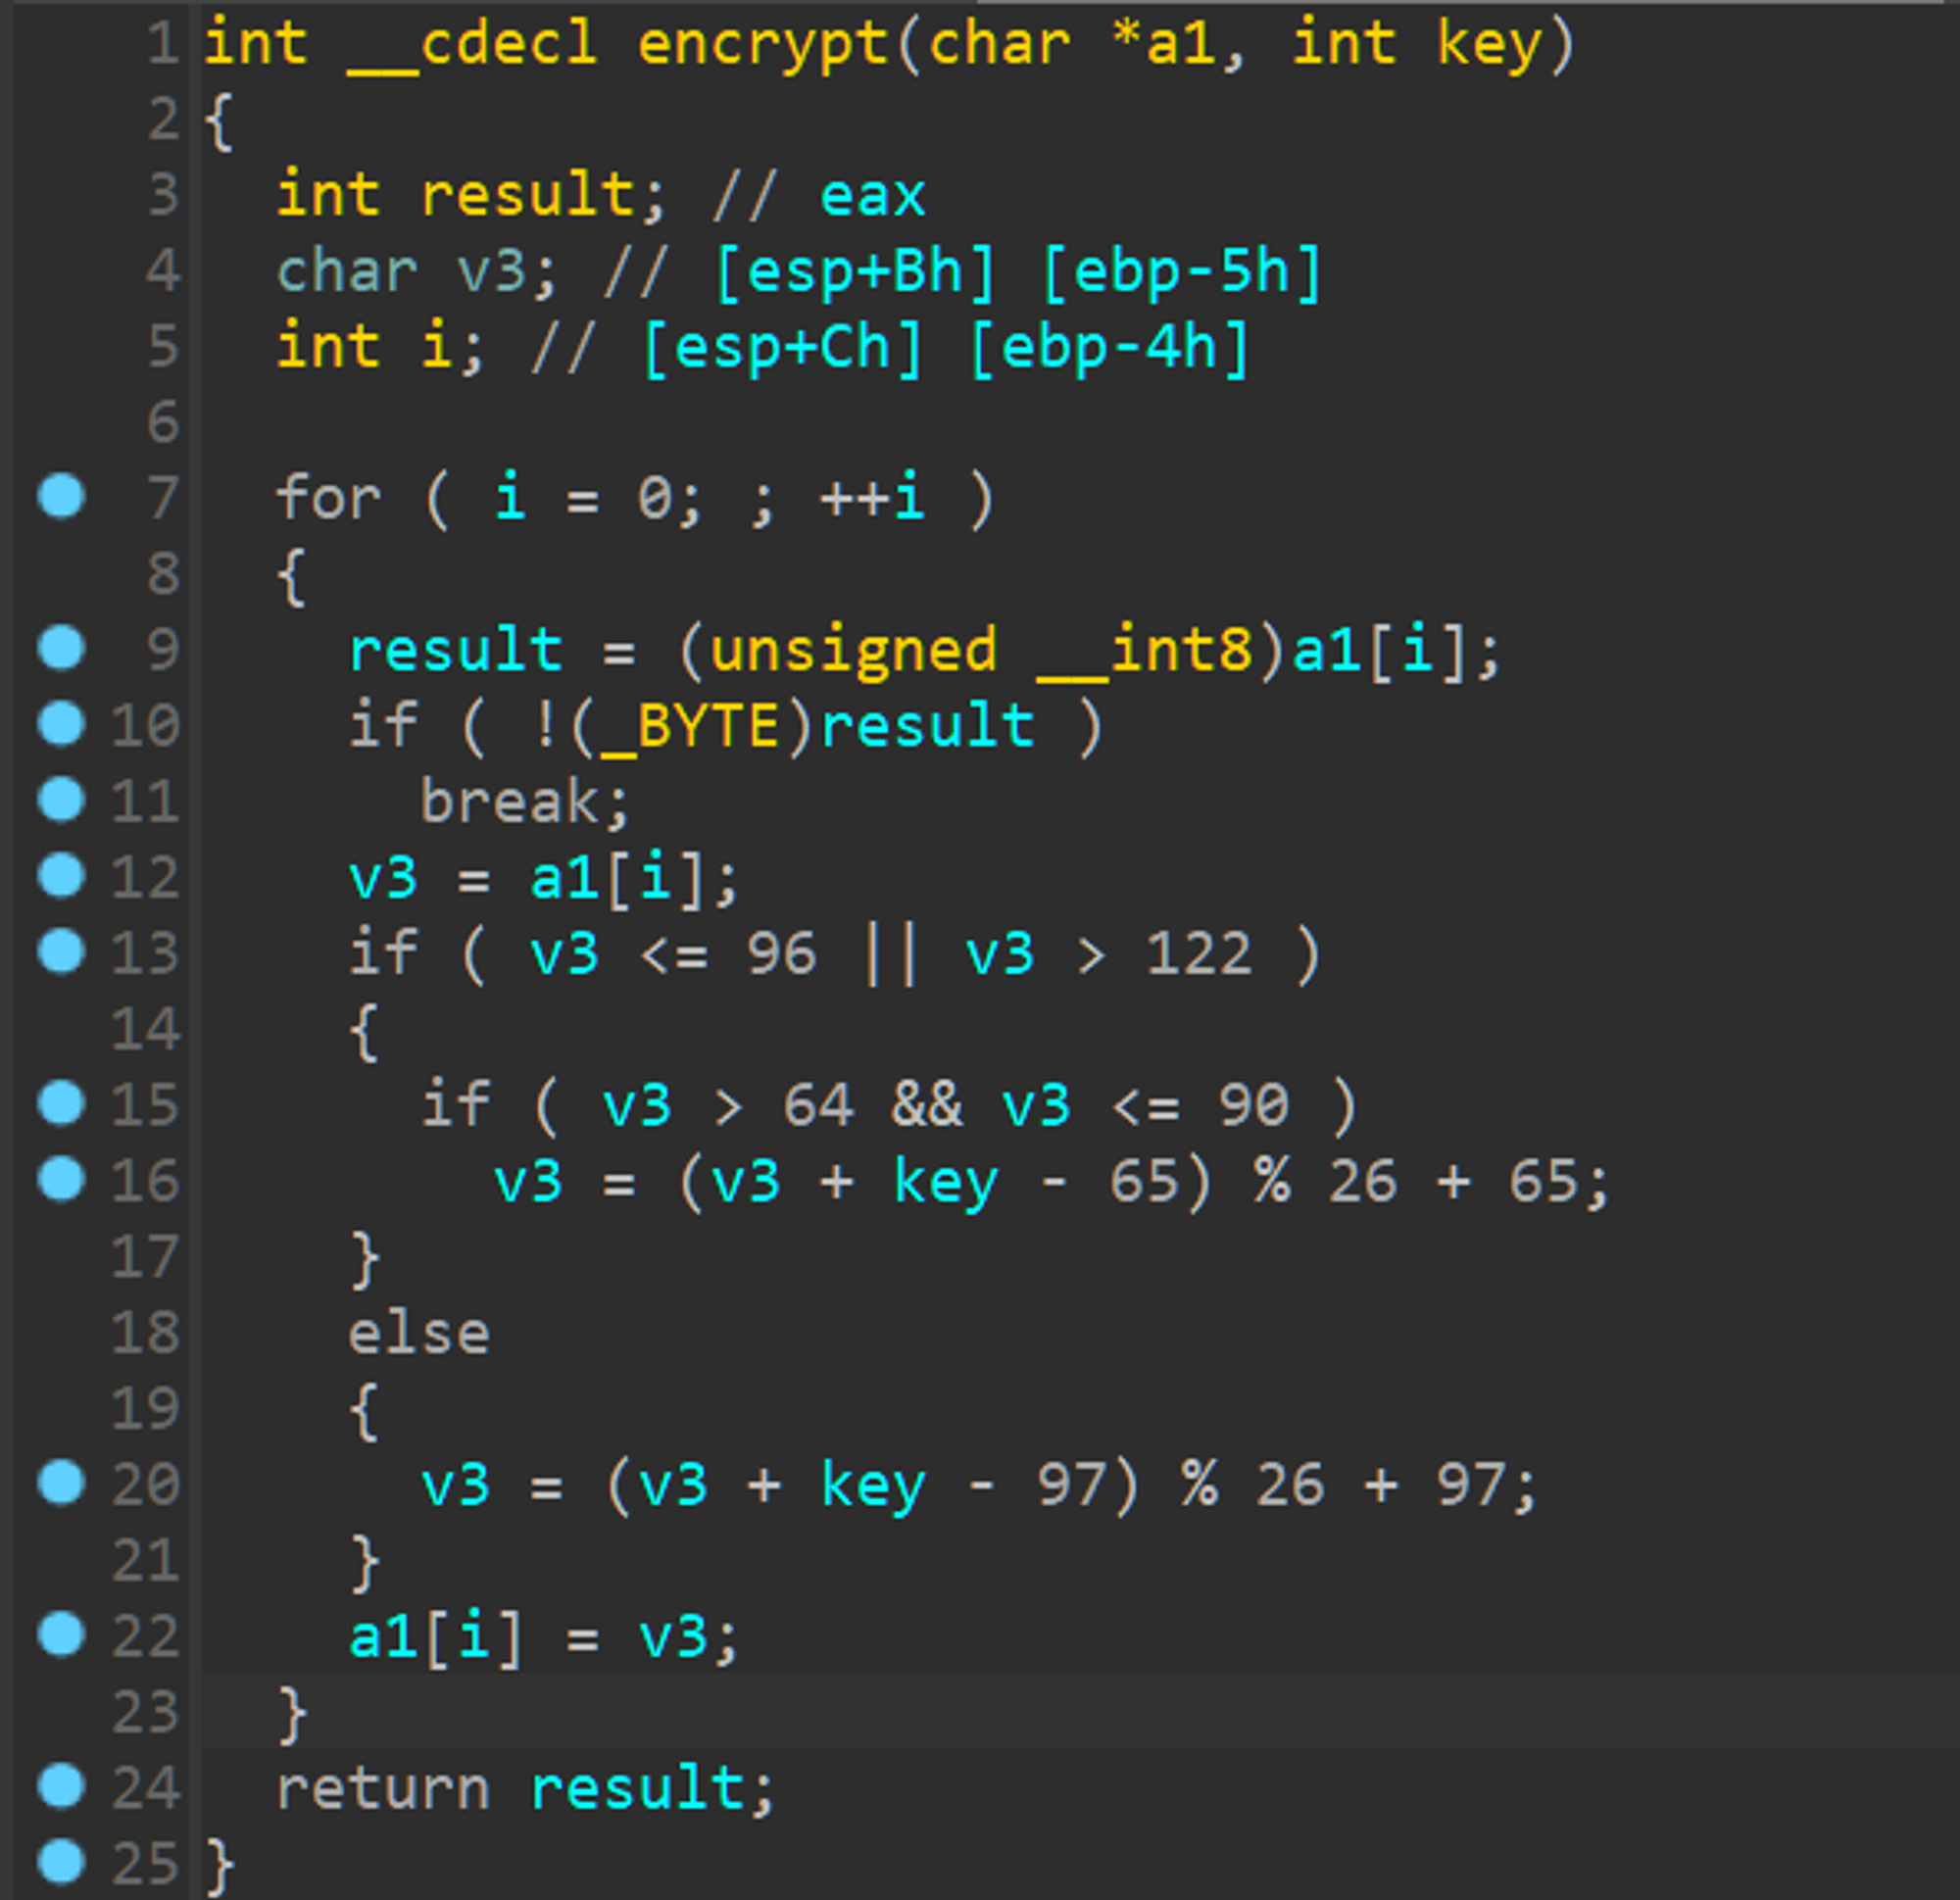 1 int __cdecl encrypt(char *a1, int key)
2 {
3   int result; // eax
4   char v3; // [esp+Bh] [ebp-5h]
5   int i; // [esp+Ch] [ebp-4h]
6
7   for ( i = 0; ; ++i )
8   {
9     result = (unsigned __int8)a1[i];
10     if ( !(_BYTE)result )
11       break;
12     v3 = a1[i];
13     if ( v3 <= 96 || v3 > 122 )
14     {
15       if ( v3 > 64 && v3 <= 90 )
16         v3 = (v3 + key - 65) % 26 + 65;
17     }
18     else
19     {
20       v3 = (v3 + key - 97) % 26 + 97;
21     }
22     a1[i] = v3;
23   }
24   return result;
25 }